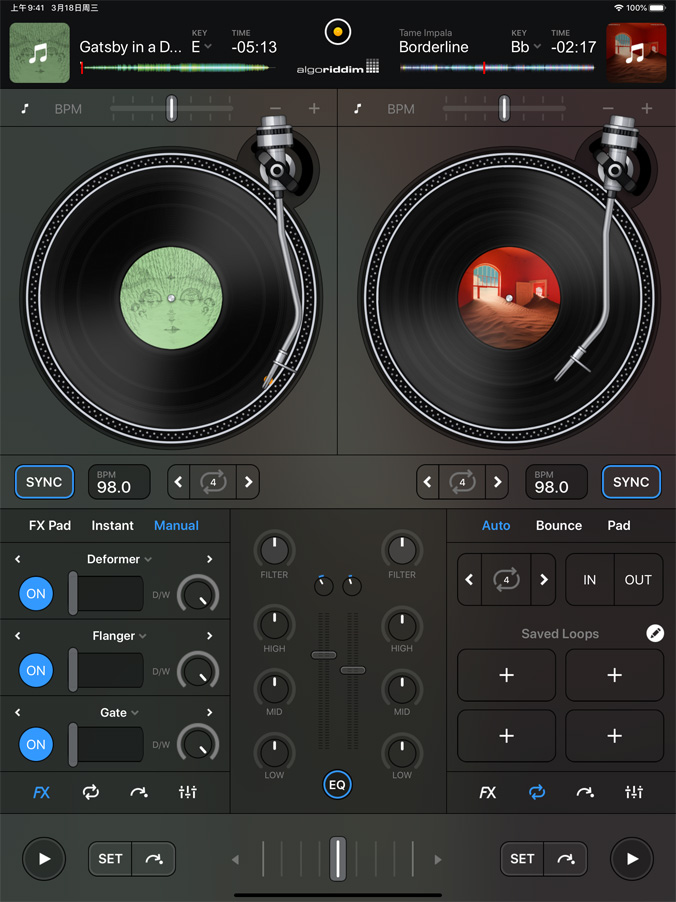 上午9:41 3月18日周三 100%
Gatsby in a D... KEY E TIME -05:13
algoriddim
Tame Impala
Borderline KEY Bb TIME -02:17
BPM BPM
SYNC BPM 98.0 4 4 BPM 98.0 SYNC
FX Pad Instant Manual
Deformer
ON D/W
Flanger
ON D/W
Gate
ON D/W
FX
FILTER FILTER
HIGH HIGH
MID MID
LOW LOW
EQ
Auto Bounce Pad
4 IN OUT
Saved Loops
+ +
+ +
FX
SET SET